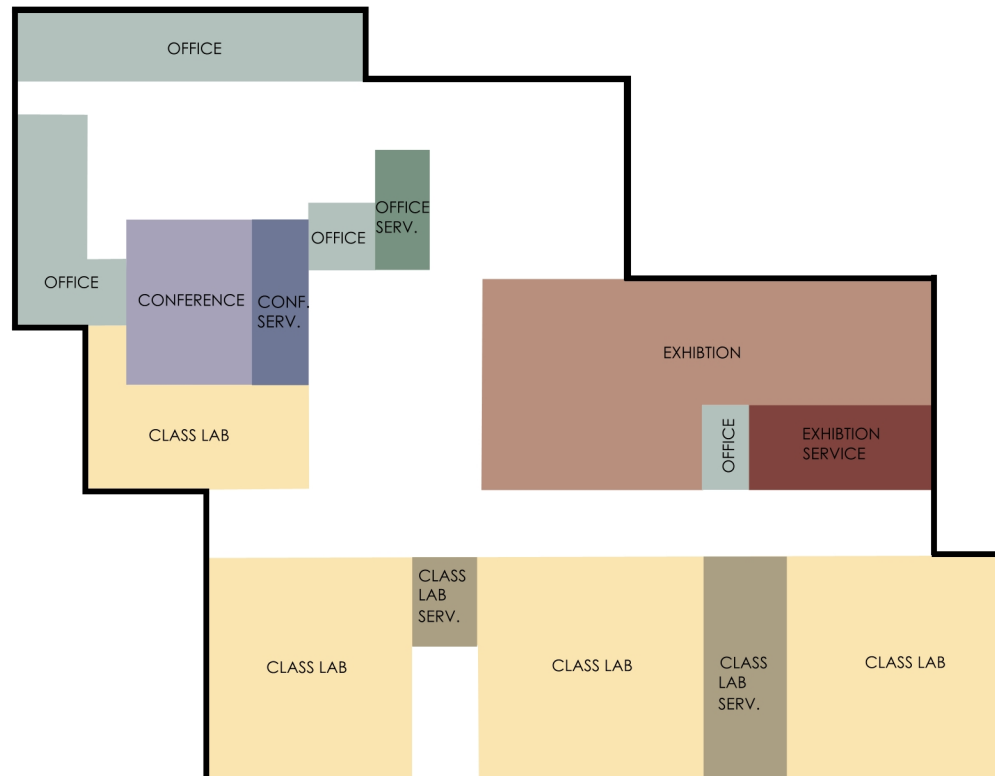 OFFICE
OFFICE
SERV.
OFFICE
OFFICE
CONFERENCE
CONF.
SERV.
EXHIBTION
CLASS LAB
OFFICE
EXHIBTION
SERVICE
CLASS
LAB
SERV.
CLASS LAB
CLASS LAB
CLASS
LAB
SERV.
CLASS LAB